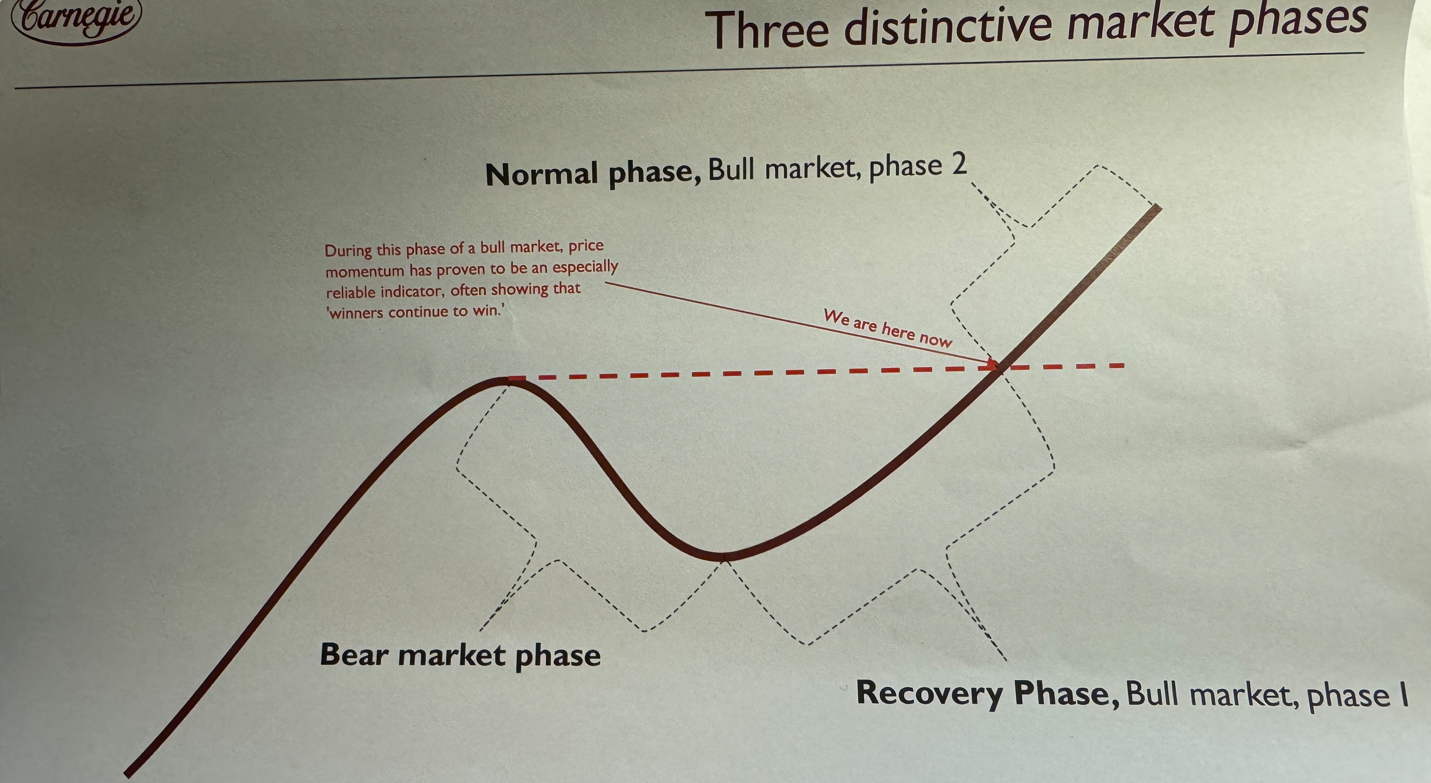 Carnegie
Three distinctive market phases
Normal phase, Bull market, phase 2
During this phase of a bull market, price
momentum has proven to be an especially
reliable indicator, often showing that
'winners continue to win.'
We are here now
Bear market phase
Recovery Phase, Bull market, phase I